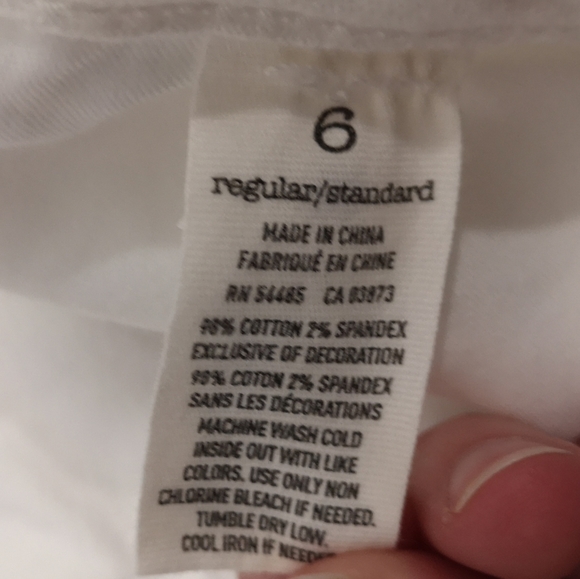 6
regular/standard
MADE IN CHINA
FABRIQUÉ EN CHINE
RN 54485 CA 03973
98% COTTON 2% SPANDEX
EXCLUSIVE OF DECORATION
98% COTON 2% SPANDEX
SANS LES DÉCORATIONS
MACHINE WASH COLD
INSIDE OUT WITH LIKE
COLORS. USE ONLY NON
CHLORINE BLEACH IF NEEDED.
TUMBLE DRY LOW.
COOL IRON IF